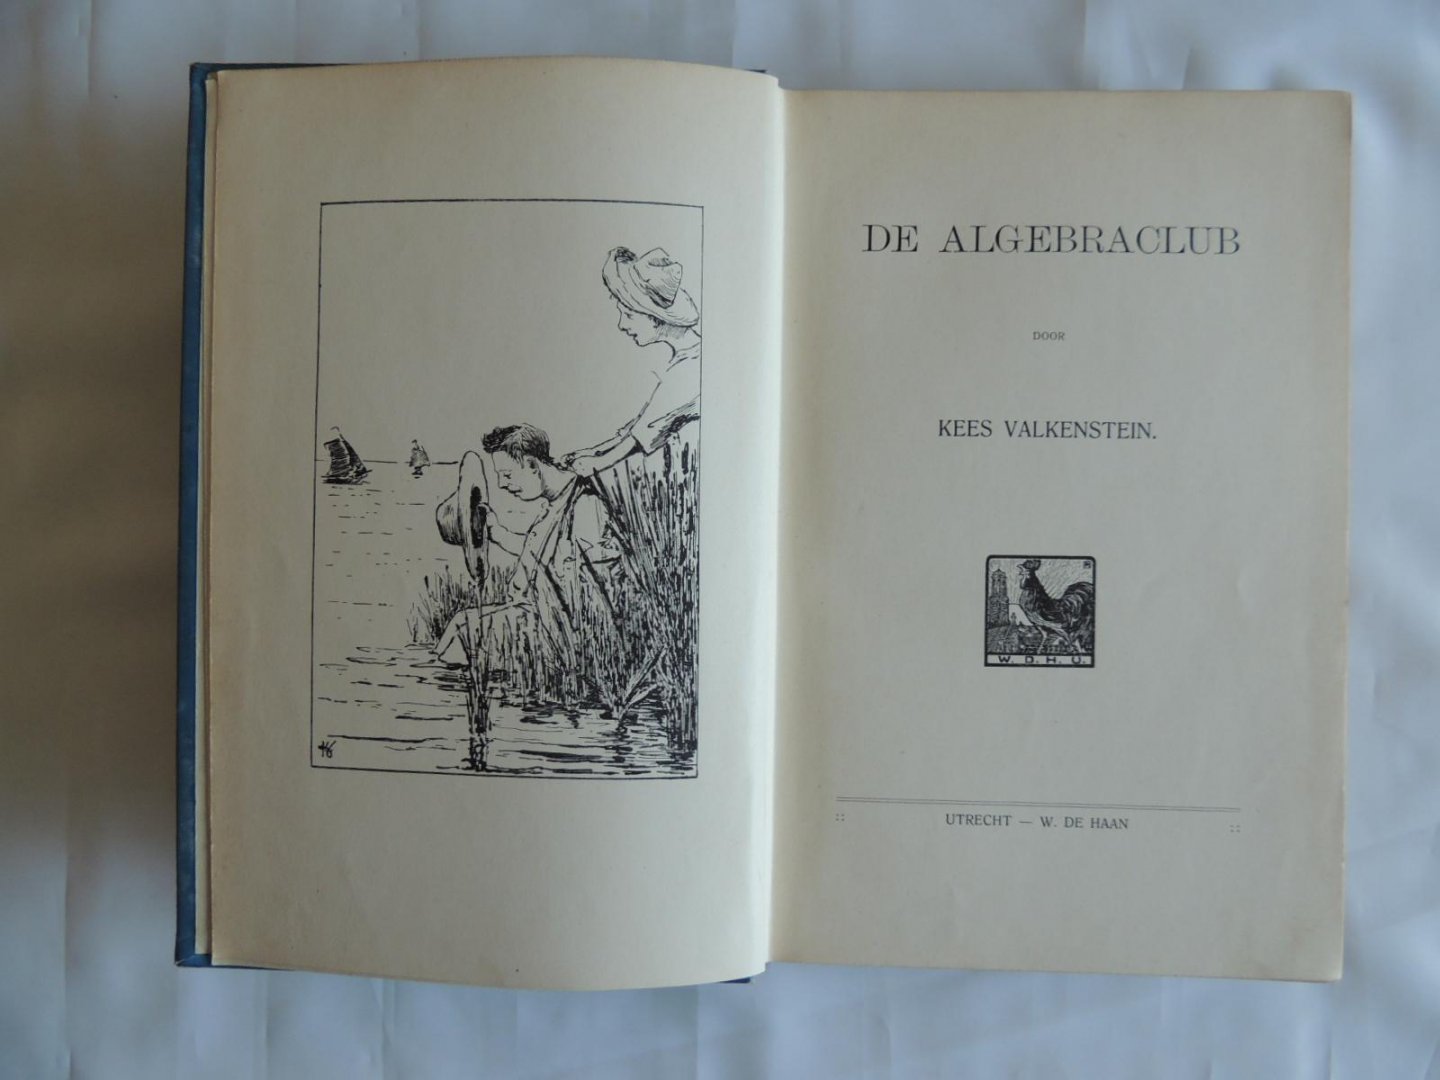 DE ALGEBRACLUB
DOOR
KEES VALKENSTEIN.
W. D. H. U.
UTRECHT — W. DE HAAN